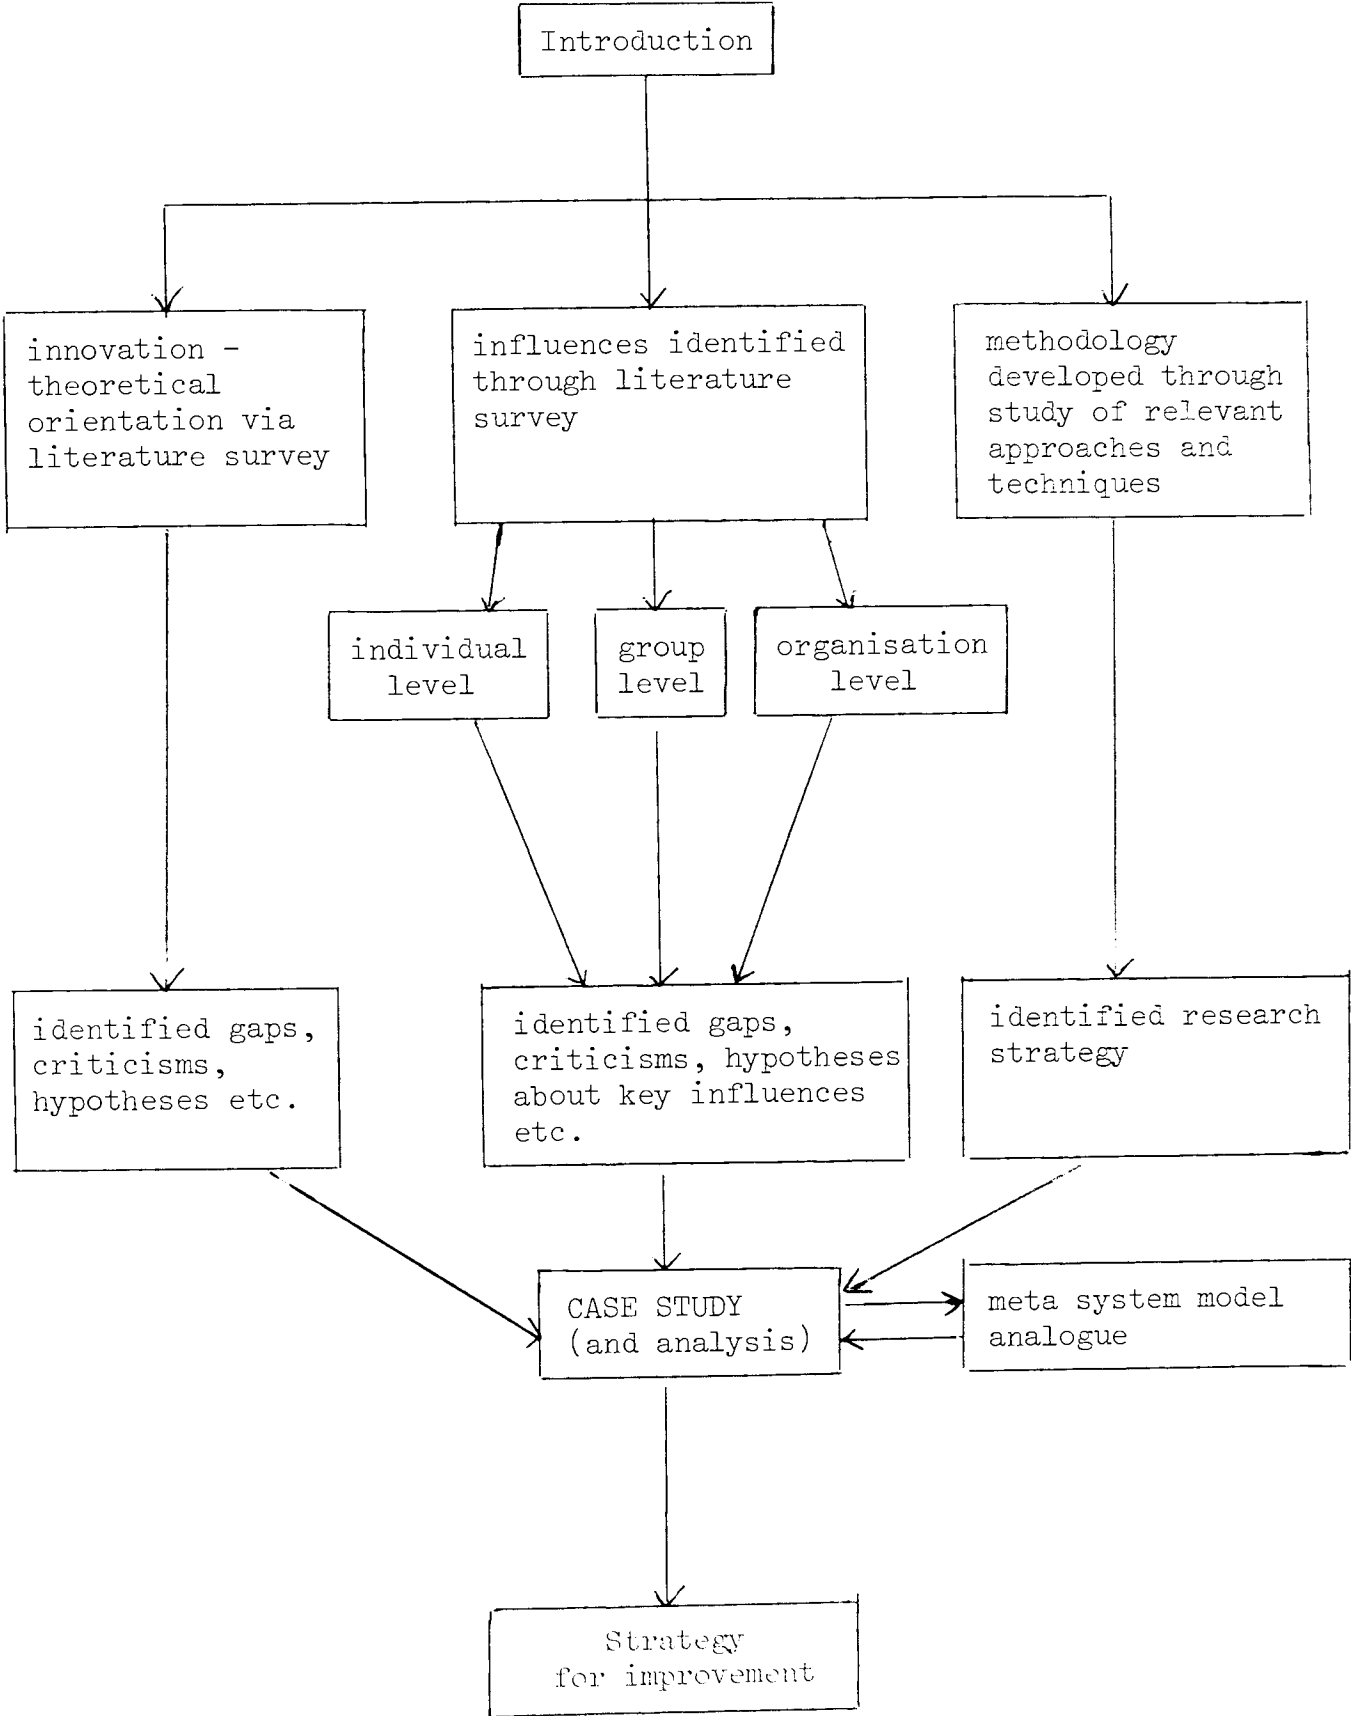 Introduction
innovation -
theoretical
orientation via
literature survey
influences identified
through literature
survey
methodology
developed through
study of relevant
approaches and
techniques
individual
level
group
level
organisation
level
identified gaps,
criticisms,
hypotheses etc.
identified gaps,
criticisms, hypotheses
about key influences
etc.
identified research
strategy
CASE STUDY
(and analysis)
meta system model
analogue
Strategy
for improvement